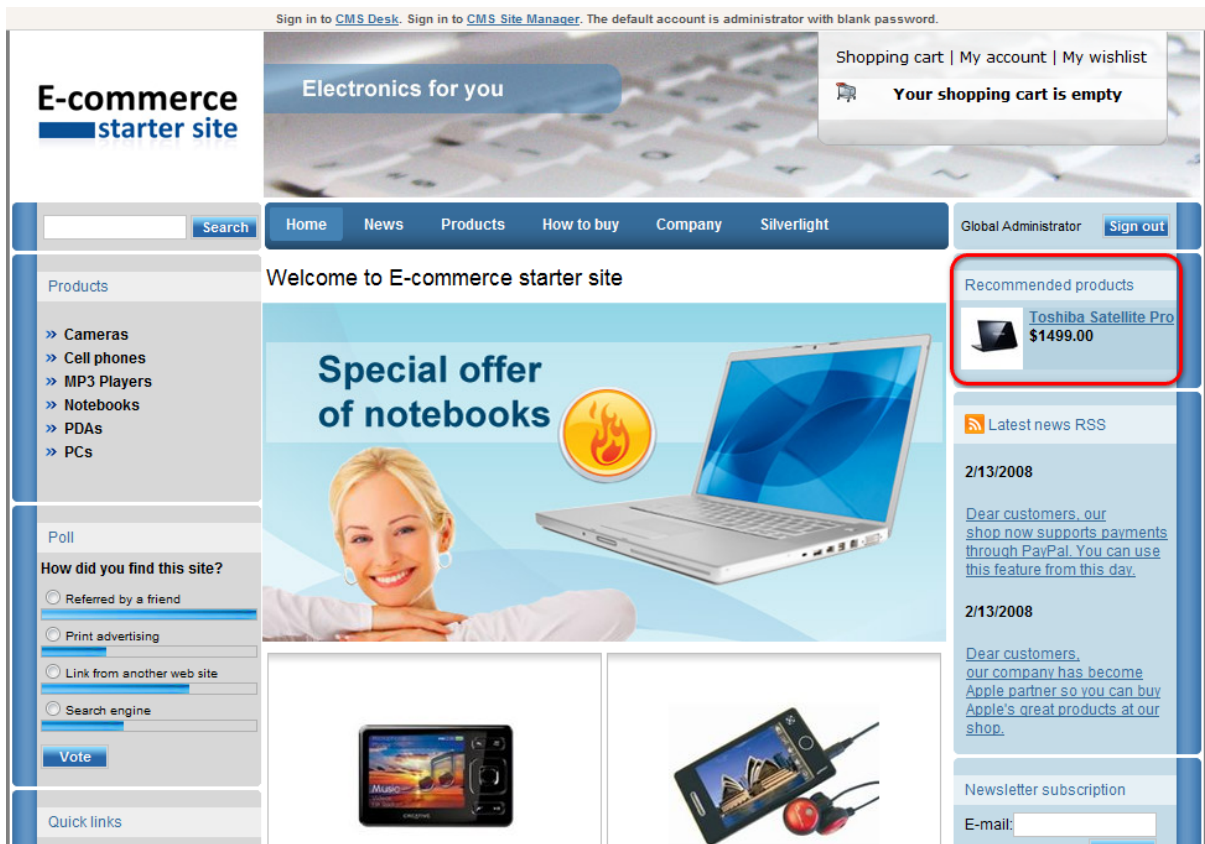 Sign in to CMS Desk. Sign in to CMS Site Manager. The default account is administrator with blank password.
E-commerce
starter site
Electronics for you
Shopping cart | My account | My wishlist
Your shopping cart is empty
Search
Home News Products How to buy Company Silverlight
Global Administrator Sign out
Products
» Cameras
» Cell phones
» MP3 Players
» Notebooks
» PDAs
» PCs
Poll
How did you find this site?
Referred by a friend
Print advertising
Link from another web site
Search engine
Vote
Quick links
Welcome to E-commerce starter site
Special offer
of notebooks
Music
CREATIVE
Recommended products
Toshiba Satellite Pro
$1499.00
Latest news RSS
2/13/2008
Dear customers, our
shop now supports payments
through PayPal. You can use
this feature from this day.
2/13/2008
Dear customers,
our company has become
Apple partner so you can buy
Apple's great products at our
shop.
Newsletter subscription
E-mail: